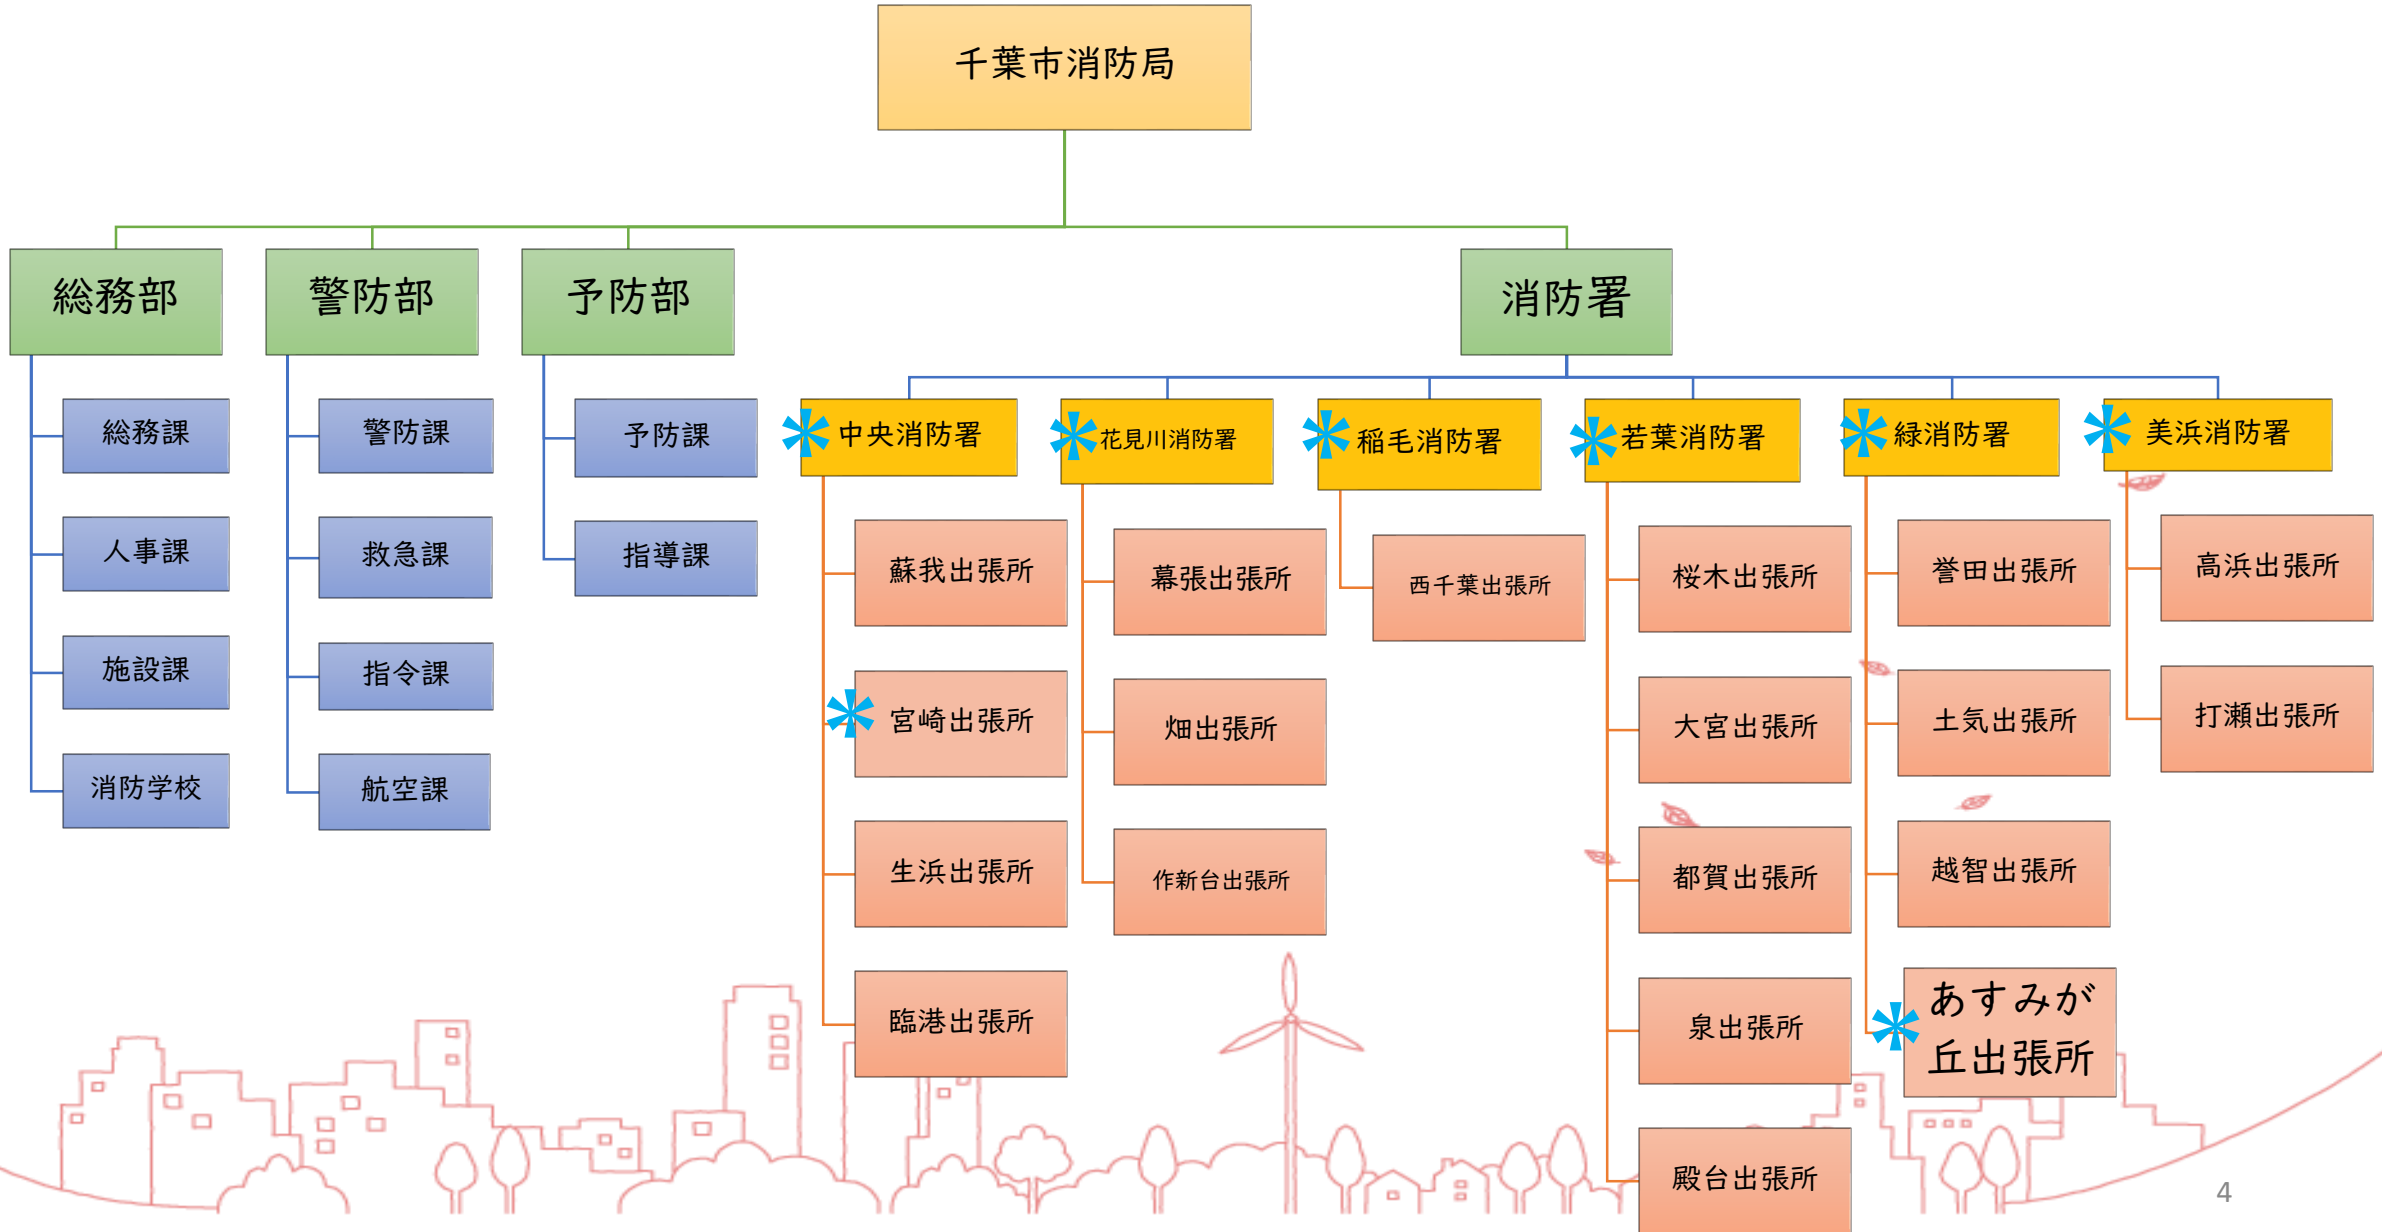 千葉市消防局
総務部
警防部
予防部
消防署
総務課
人事課
施設課
消防学校
警防課
救急課
指令課
航空課
予防課
指導課
*中央消防署
蘇我出張所
*宮崎出張所
生浜出張所
臨港出張所
*花見川消防署
幕張出張所
畑出張所
作新台出張所
*稲毛消防署
西千葉出張所
*若葉消防署
桜木出張所
大宮出張所
都賀出張所
泉出張所
殿台出張所
*緑消防署
誉田出張所
土気出張所
越智出張所
*あすみが
丘出張所
*美浜消防署
高浜出張所
打瀬出張所
4